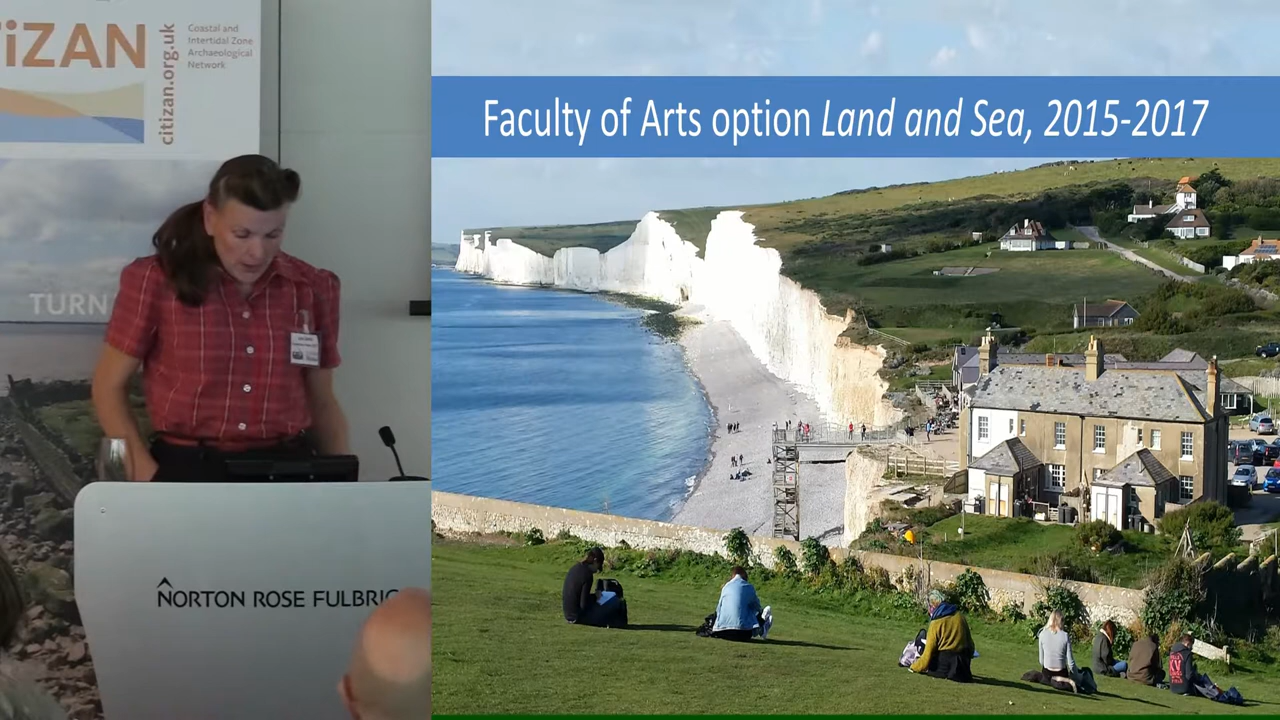 iZAN
citizan.org.uk
Coastal and
Intertidal Zone
Archaeological
Network
TURN
NORTON ROSE FULBRIG
Faculty of Arts option Land and Sea, 2015-2017